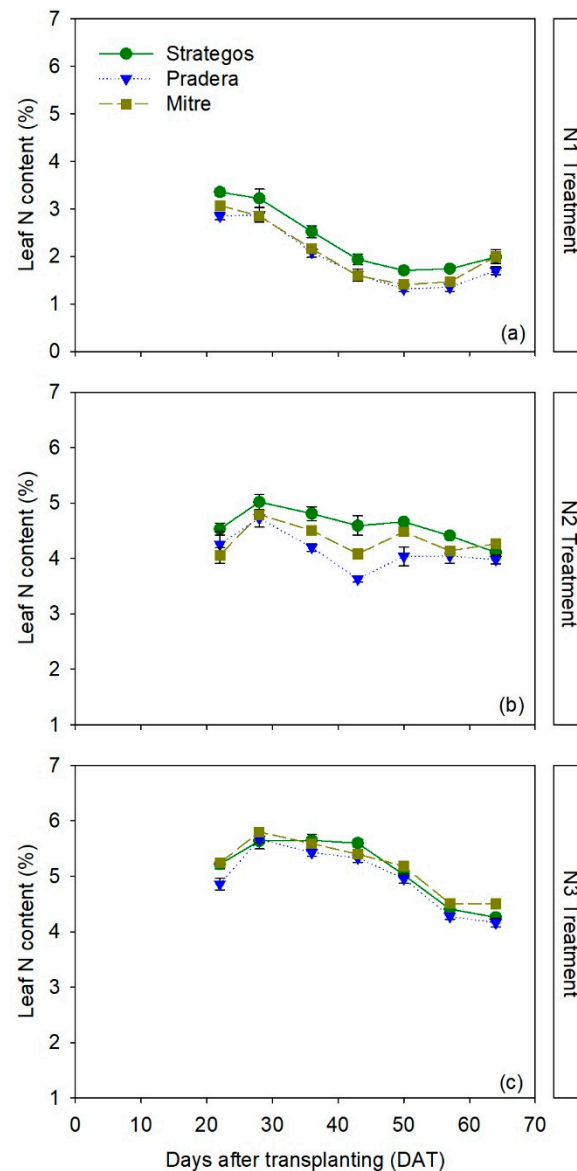 7
Strategos
6
Pradera
5
Mitre
4
3
2
1
0
(a)
Leaf N content (%)
N1 Treatment
7
6
5
4
3
2
1
(b)
Leaf N content (%)
N2 Treatment
7
6
5
4
3
2
1
(c)
Leaf N content (%)
N3 Treatment
0 10 20 30 40 50 60 70
Days after transplanting (DAT)